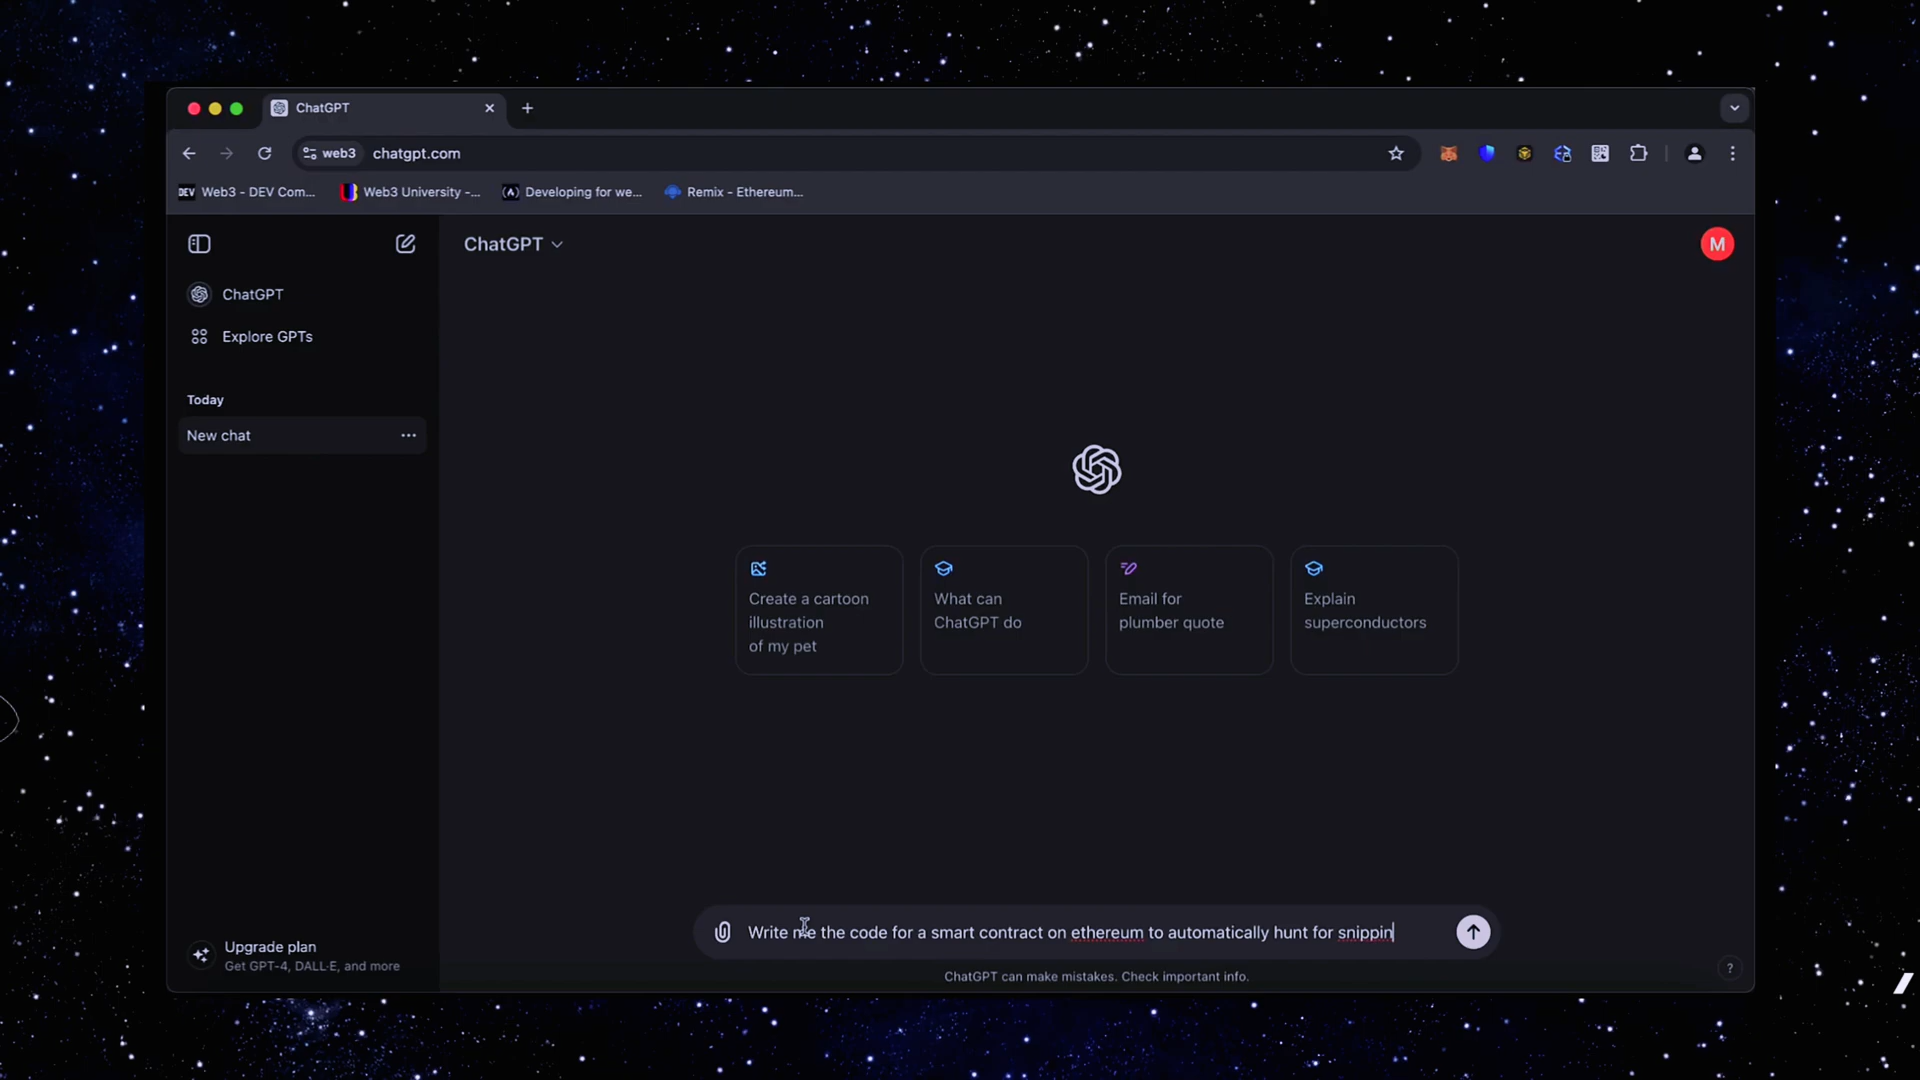 ChatGPT
web3 chatgpt.com
DEV Web3 - DEV Com... Web3 University -... Developing for we... Remix - Ethereum...
ChatGPT
M
ChatGPT
Explore GPTs
Today
New chat
Create a cartoon
illustration
of my pet
What can
ChatGPT do
Email for
plumber quote
Explain
superconductors
Write me the code for a smart contract on ethereum to automatically hunt for snippin
Upgrade plan
Get GPT-4, DALL·E, and more
ChatGPT can make mistakes. Check important info.
?